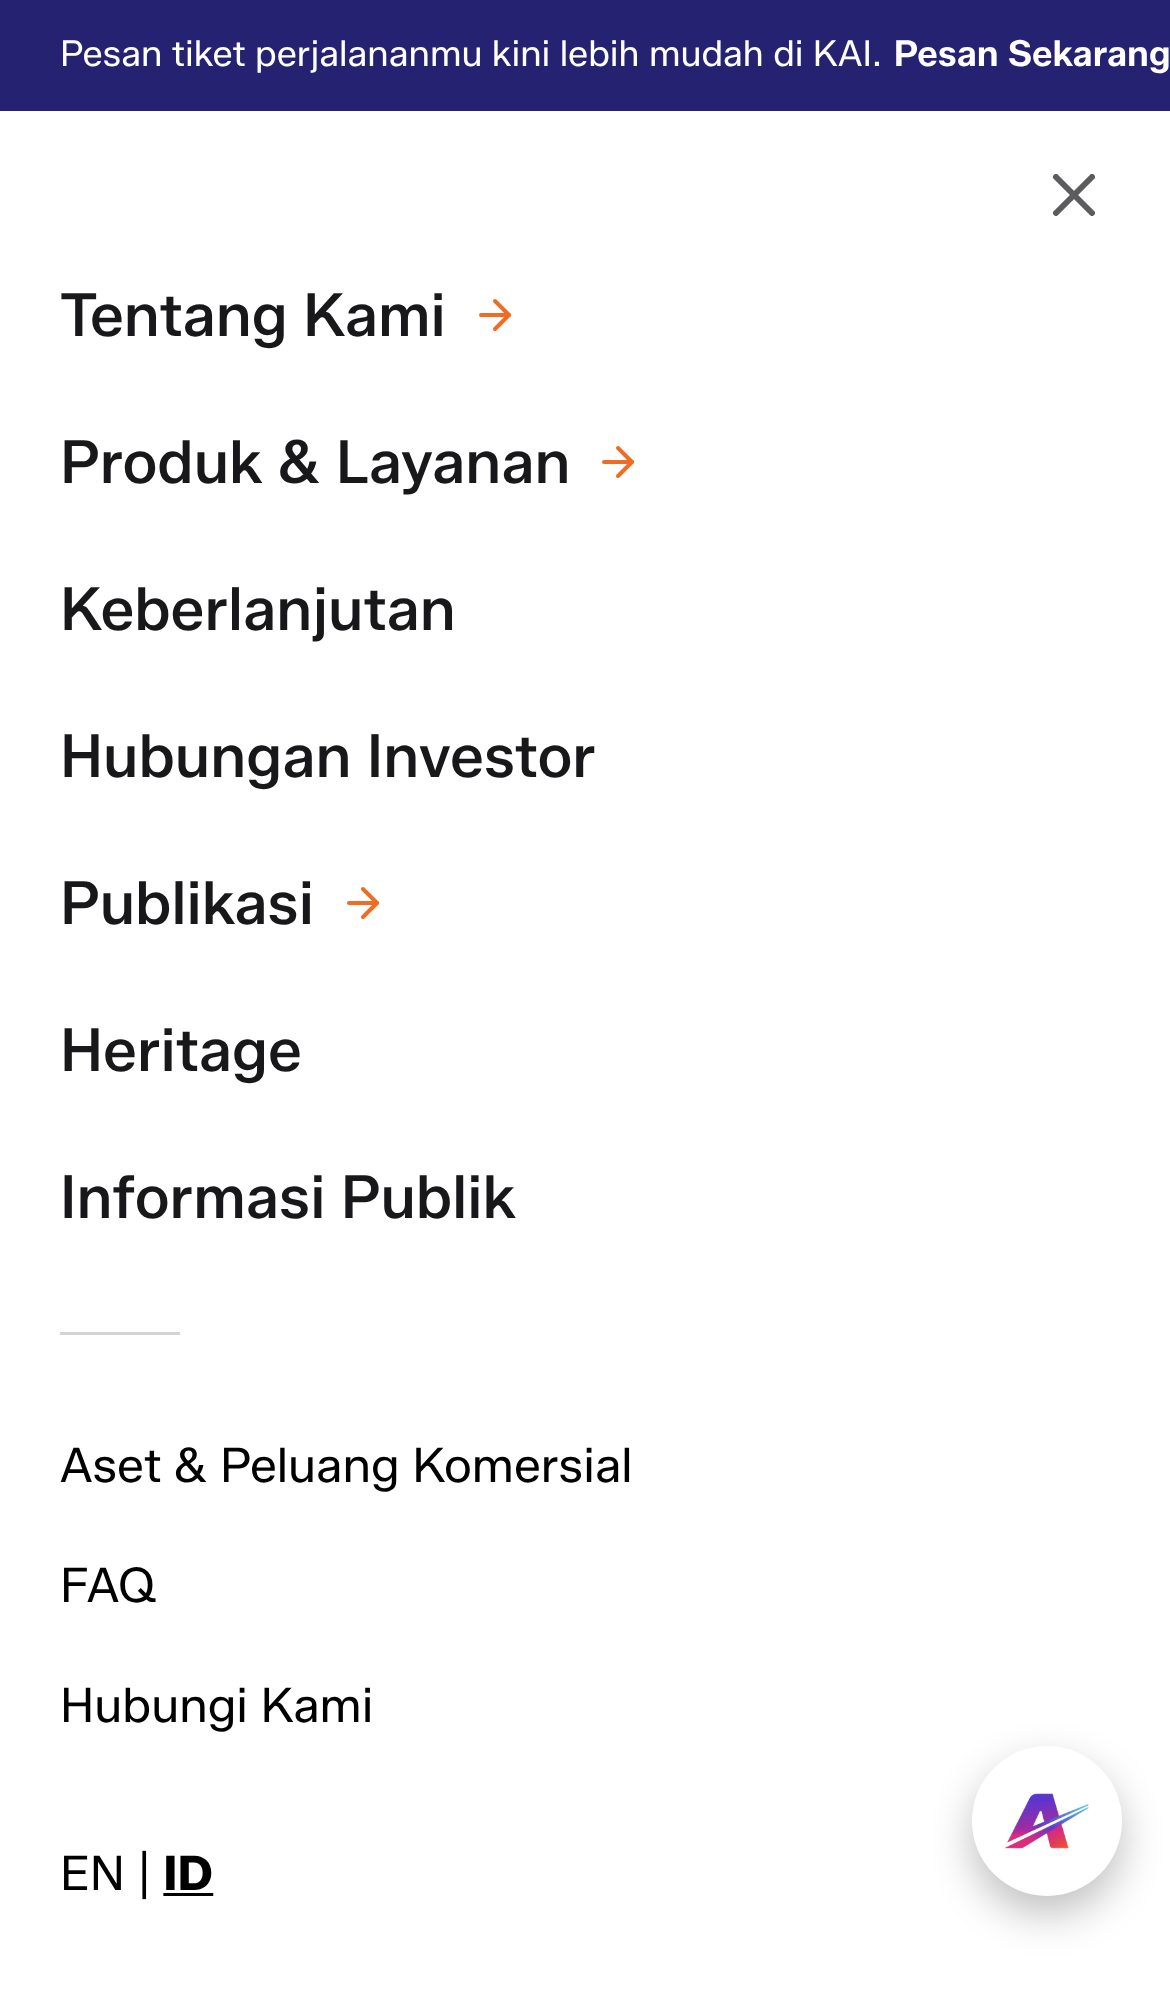 Pesan tiket perjalananmu kini lebih mudah di KAI. Pesan Sekarang
Tentang Kami
Produk & Layanan
Keberlanjutan
Hubungan Investor
Publikasi
Heritage
Informasi Publik
Aset & Peluang Komersial
FAQ
Hubungi Kami
EN | ID